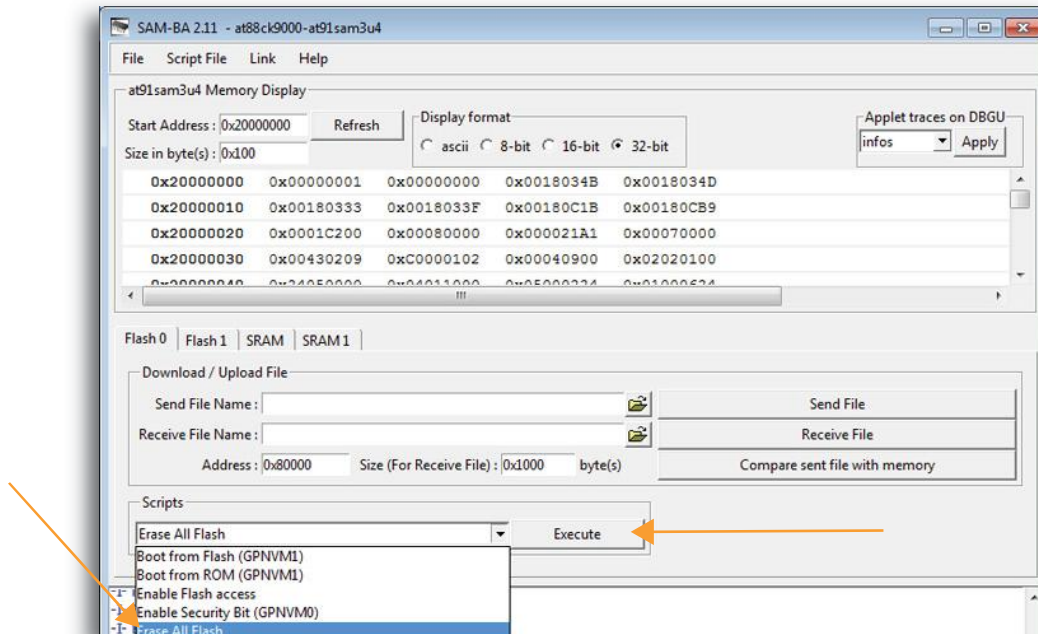 SAM-BA 2.11 - at88ck9000-at91sam3u4
File Script File Link Help
at91sam3u4 Memory Display
Start Address : 0x20000000 Refresh
Size in byte(s) : 0x100
Display format
ascii 8-bit 16-bit 32-bit
Applet traces on DBGU
infos Apply
0x20000000 0x00000001 0x00000000 0x0018034B 0x0018034D
0x20000010 0x00180333 0x0018033F 0x00180C1B 0x00180CB9
0x20000020 0x0001C200 0x00080000 0x000021A1 0x00070000
0x20000030 0x00430209 0xC0000102 0x00040900 0x02020100
Flash 0 Flash 1 SRAM SRAM 1
Download / Upload File
Send File Name : Send File
Receive File Name : Receive File
Address : 0x80000 Size (For Receive File) : 0x1000 byte(s) Compare sent file with memory
Scripts
Erase All Flash Execute
Boot from Flash (GPNVM1)
Boot from ROM (GPNVM1)
Enable Flash access
-I-
Enable Security Bit (GPNVM0)
-I-
Erase All Flash
-I-